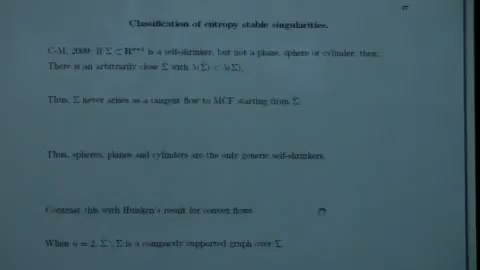 Classification of entropy stable singularities.
C-M, 2009: If Σ ⊂ R^{n+1} is a self-shrinker, but not a plane, sphere or cylinder, then:
There is an arbitrarily close Σ̃ with λ(Σ̃) < λ(Σ).
Thus, Σ never arises as a tangent flow to MCF starting from Σ̃.
Thus, spheres, planes and cylinders are the only generic self-shrinkers.
Contrast this with Huisken's result for convex flows.
When n = 2, Σ̃ \ Σ is a compactly supported graph over Σ.